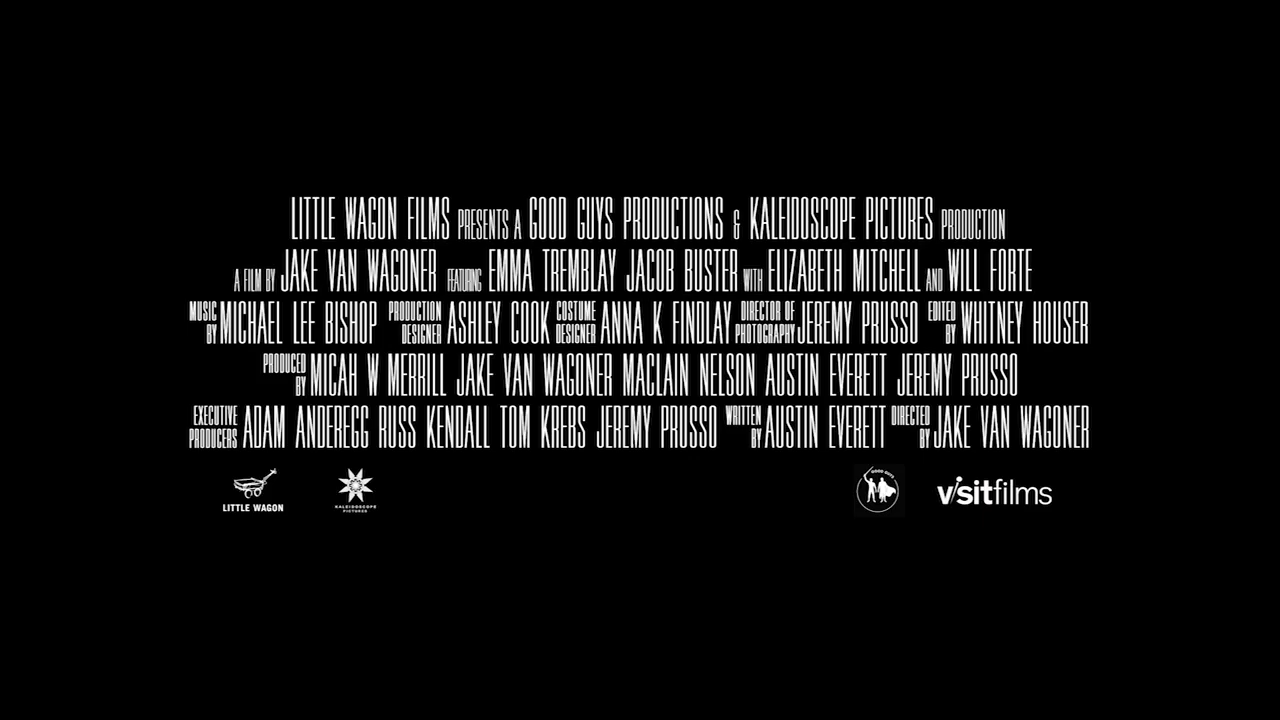 LITTLE WAGON FILMS PRESENTS A GOOD GUYS PRODUCTIONS & KALEIDOSCOPE PICTURES PRODUCTION
A FILM BY JAKE VAN WAGONER FEATURING EMMA TREMBLAY JACOB BUSTER WITH ELIZABETH MITCHELL AND WILL FORTE
MUSIC BY MICHAEL LEE BISHOP PRODUCTION DESIGNER ASHLEY COOK COSTUME DESIGNER ANNA K FINDLAY DIRECTOR OF PHOTOGRAPHY JEREMY PRUSSO EDITED BY WHITNEY HOUSER
PRODUCED BY MICAH W MERRILL JAKE VAN WAGONER MACLAIN NELSON AUSTIN EVERETT JEREMY PRUSSO
EXECUTIVE PRODUCERS ADAM ANDEREGG RUSS KENDALL TOM KREBS JEREMY PRUSSO WRITTEN BY AUSTIN EVERETT DIRECTED BY JAKE VAN WAGONER
LITTLE WAGON
KALEIDOSCOPE PICTURES
GOOD GUYS
visitfilms